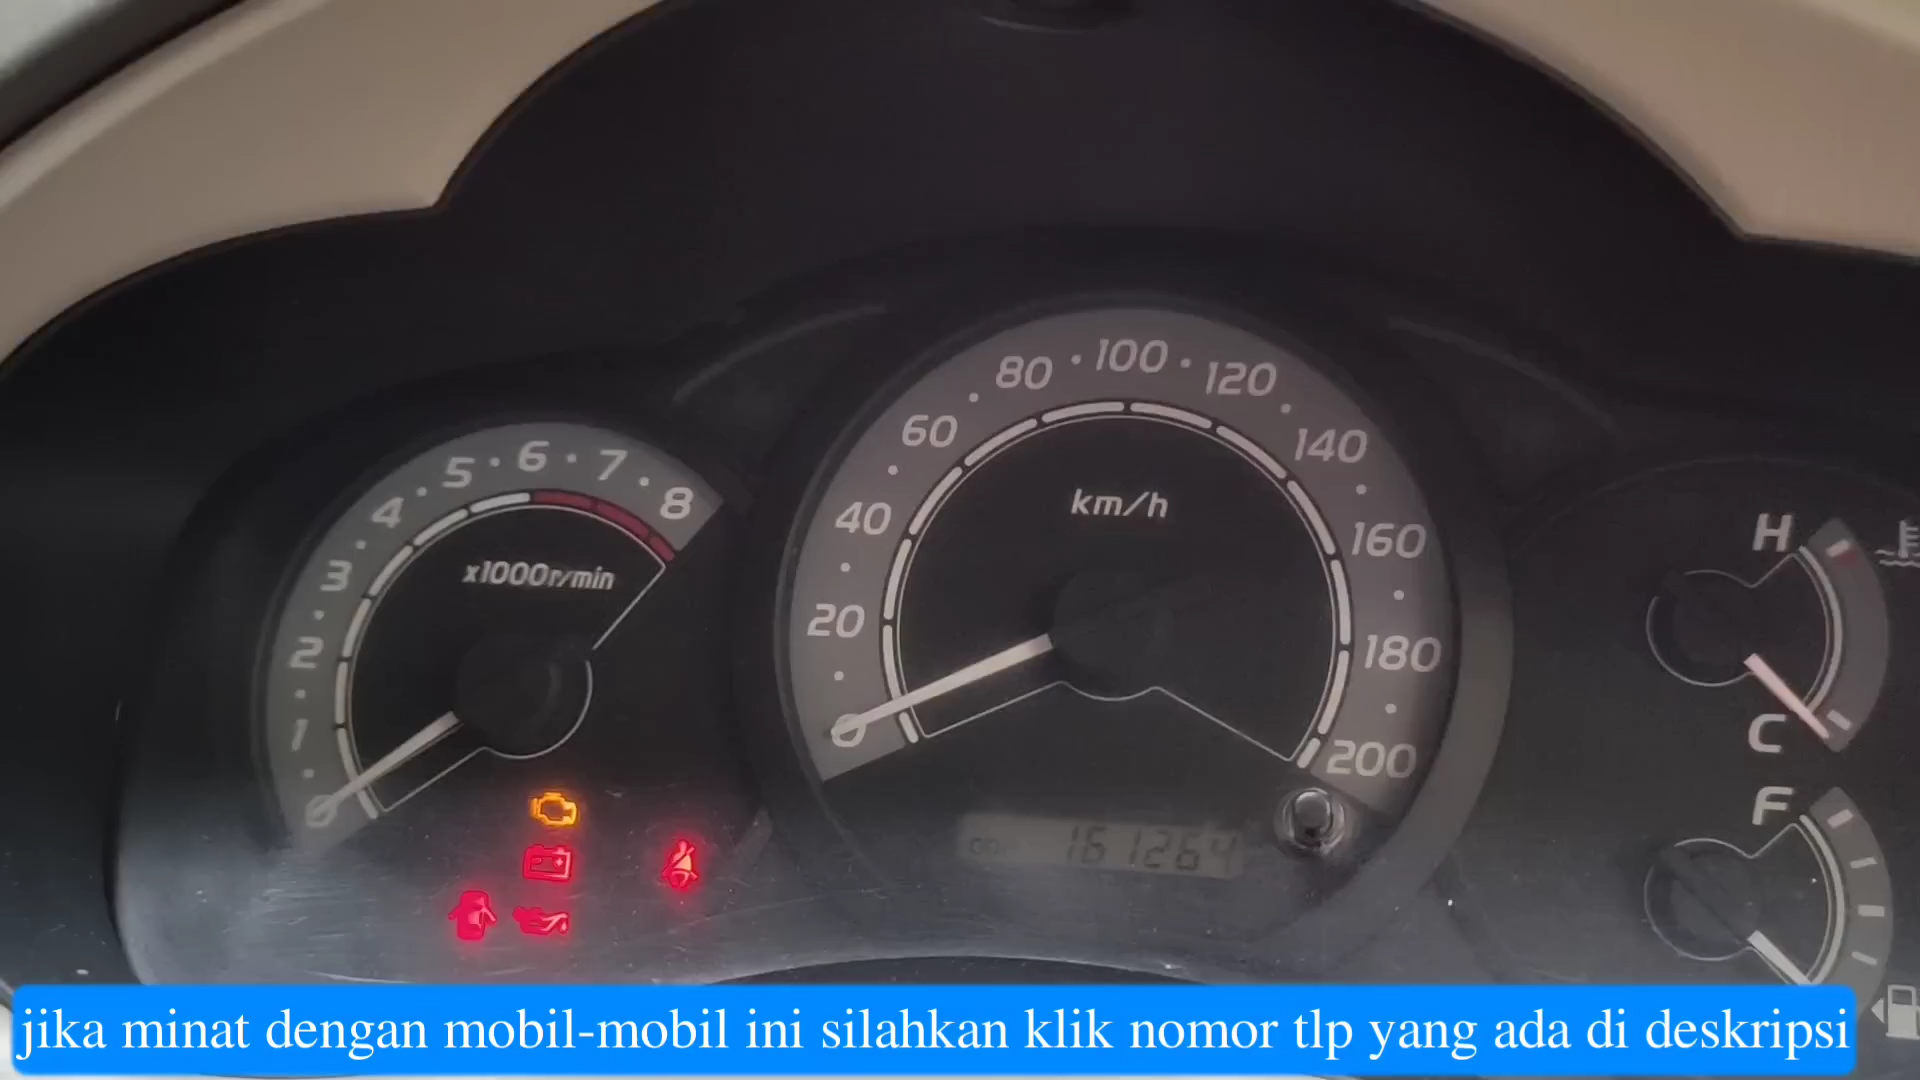 80 100 120
60 140
40 km/h 160
20 180
0 200
5 6 7
4 8
3 x1000r/min
2
1
0
H
C
F
ODO 161264
jika minat dengan mobil-mobil ini silahkan klik nomor tlp yang ada di deskripsi